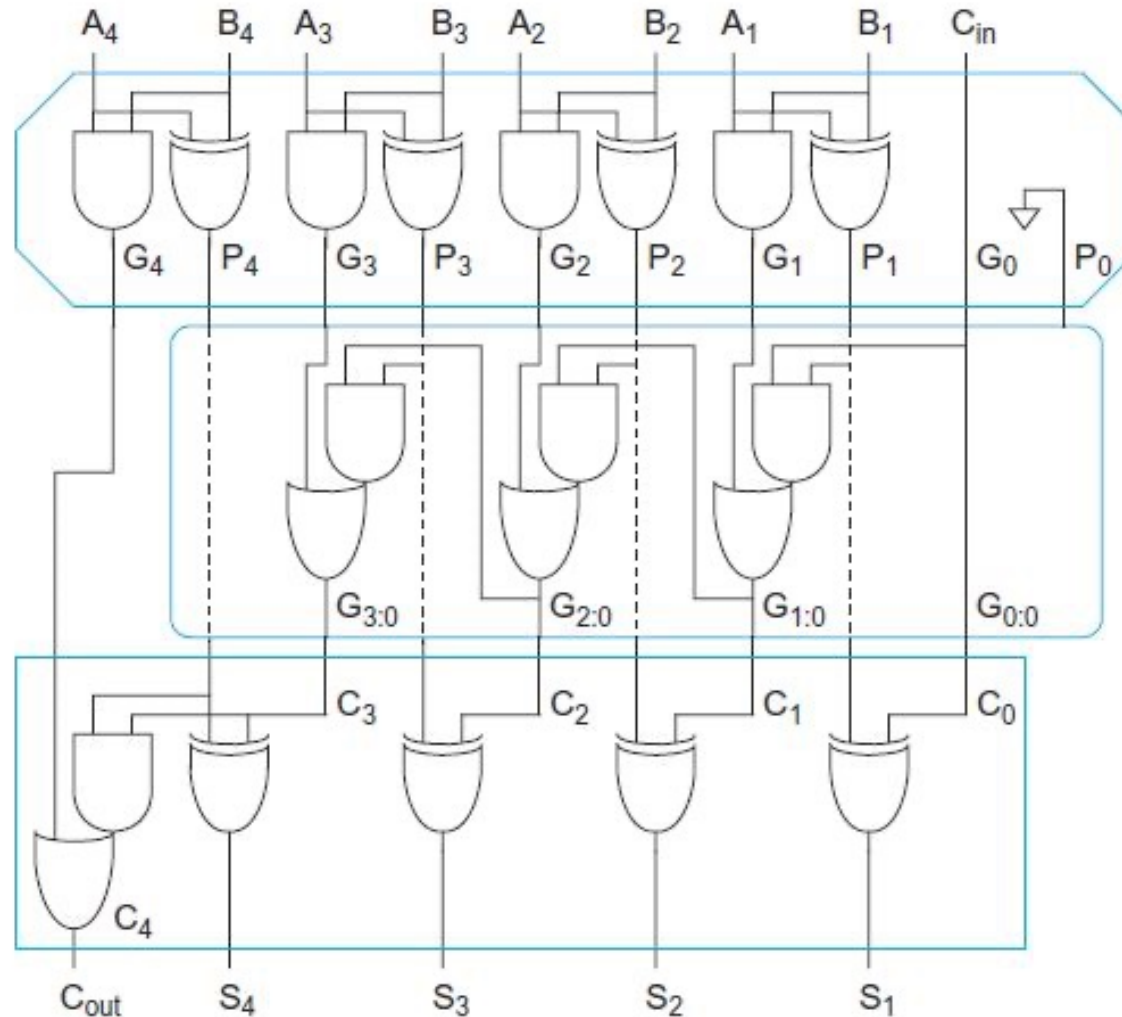 A4 B4 A3 B3 A2 B2 A1 B1 Cin
G4 P4 G3 P3 G2 P2 G1 P1 G0 P0
G3:0 G2:0 G1:0 G0:0
C3 C2 C1 C0
C4
Cout S4 S3 S2 S1